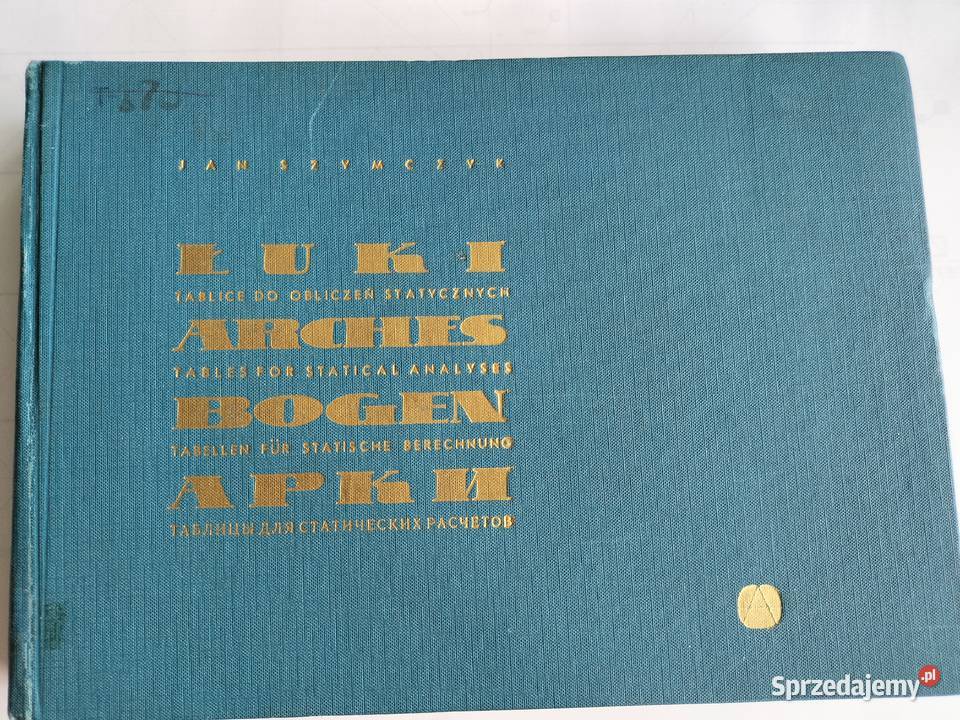 JAN SZYMCZYK
ŁUKI
TABLICE DO OBLICZEŃ STATYCZNYCH
ARCHES
TABLES FOR STATICAL ANALYSES
BOGEN
TABELLEN FÜR STATISCHE BERECHNUNG
АРКИ
ТАБЛИЦЫ ДЛЯ СТАТИЧЕСКИХ РАСЧЕТОВ
A
Sprzedajemy.pl